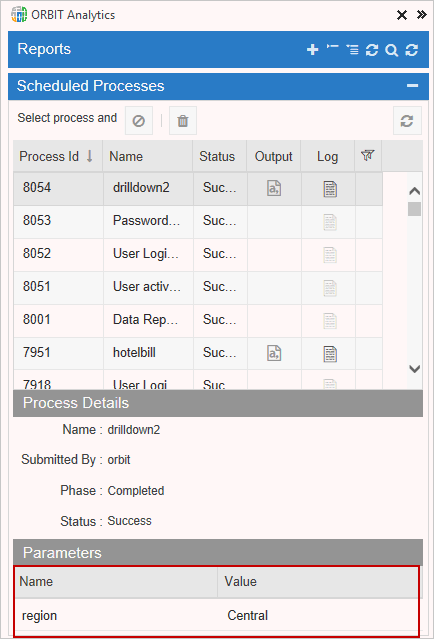 ORBIT Analytics
Reports
Scheduled Processes
Select process and
Process Id Name Status Output Log
8054 drilldown2 Suc...
8053 Password... Suc...
8052 User Logi... Suc...
8051 User activ... Suc...
8001 Data Rep... Suc...
7951 hotelbill Suc...
7918 User Logi Suc...
Process Details
Name : drilldown2
Submitted By : orbit
Phase : Completed
Status : Success
Parameters
Name Value
region Central